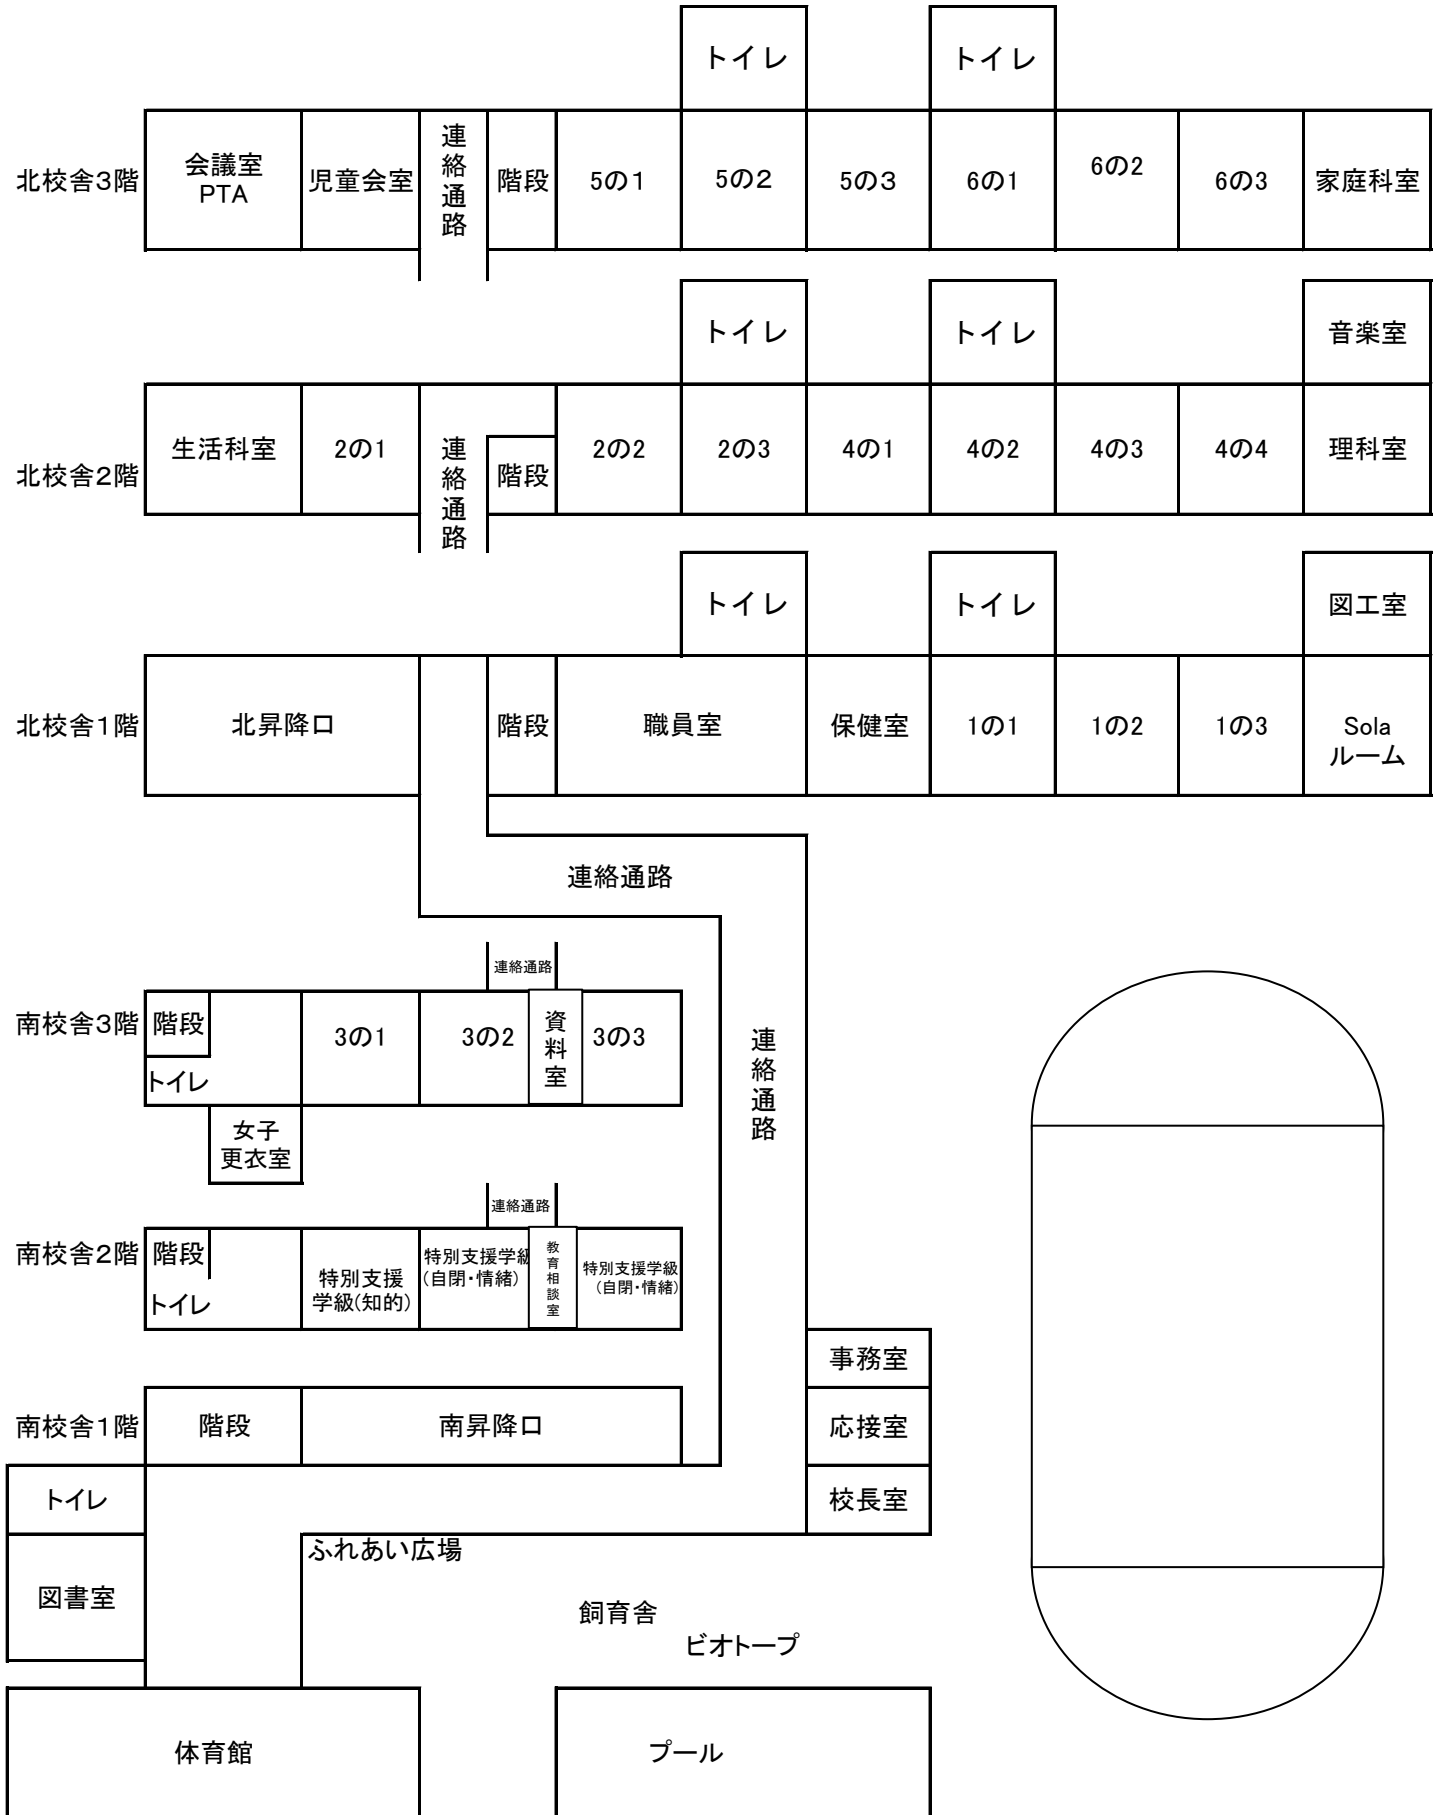 トイレ
トイレ
北校舎3階
会議室
PTA
児童会室
連絡通路
階段
5の1
5の2
5の3
6の1
6の2
6の3
家庭科室
トイレ
トイレ
音楽室
北校舎2階
生活科室
2の1
連絡通路
階段
2の2
2の3
4の1
4の2
4の3
4の4
理科室
トイレ
トイレ
図工室
北校舎1階
北昇降口
階段
職員室
保健室
1の1
1の2
1の3
Sola
ルーム
連絡通路
連絡通路
南校舎3階
階段
トイレ
3の1
3の2
資料室
3の3
連絡通路
女子
更衣室
連絡通路
南校舎2階
階段
トイレ
特別支援
学級(知的)
特別支援学級
(自閉・情緒)
教育相談室
特別支援学級
(自閉・情緒)
事務室
南校舎1階
階段
南昇降口
応接室
トイレ
校長室
ふれあい広場
図書室
飼育舎
ビオトープ
体育館
プール